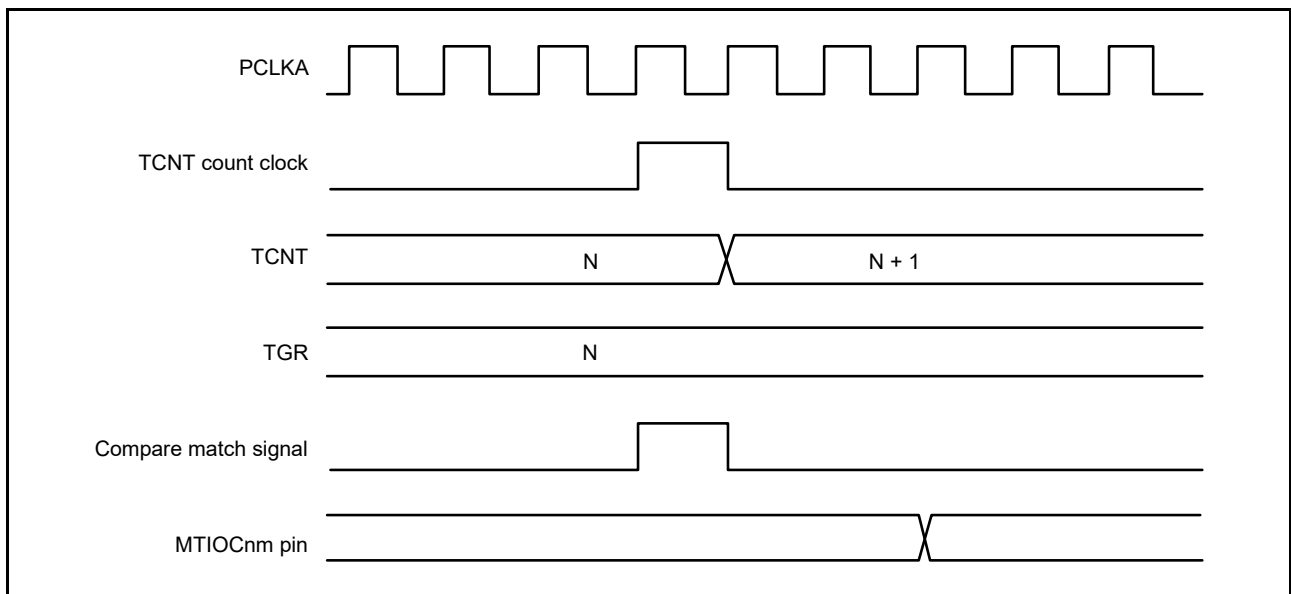 PCLKA
TCNT count clock
TCNT
N
N + 1
TGR
N
Compare match signal
MTIOCnm pin